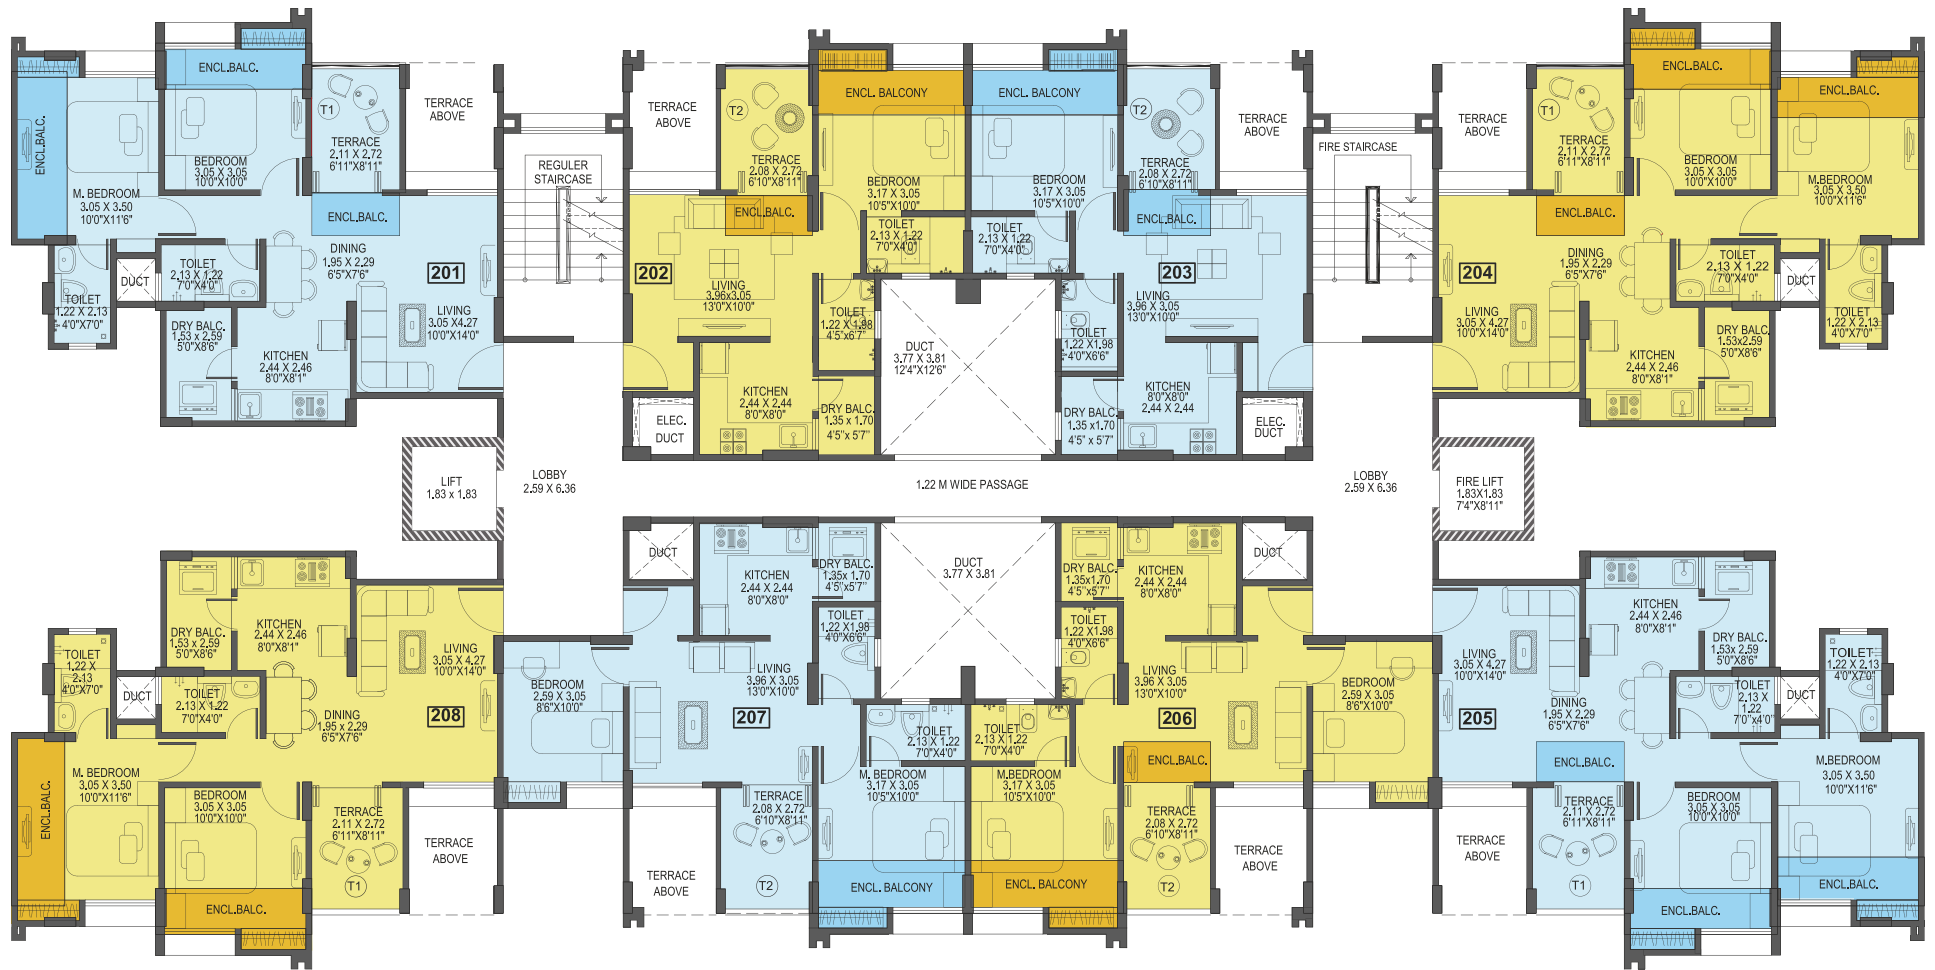 ENCL.BALC.
ENCL.BALC.
T1
TERRACE
2.11 X 2.72
6'11"X8'11"
TERRACE
ABOVE
BEDROOM
3.05 X 3.05
10'0"X10'0"
M. BEDROOM
3.05 X 3.50
10'0"X11'6"
ENCL.BALC.
DINING
1.95 X 2.29
6'5"X7'6"
201
TOILET
2.13 X 1.22
7'0"X4'0"
DUCT
TOILET
1.22 X 2.13
4'0"X7'0"
LIVING
3.05 X4.27
10'0"X14'0"
DRY BALC.
1.53 x 2.59
5'0"X8'6"
KITCHEN
2.44 X 2.46
8'0"X8'1"
REGULER
STAIRCASE
TERRACE
ABOVE
T2
TERRACE
2.08 X 2.72
6'10"X8'11"
ENCL. BALCONY
BEDROOM
3.17 X 3.05
10'5"X10'0"
ENCL.BALC.
TOILET
2.13 X 1.22
7'0"X4'0"
202
LIVING
3.96x3.05
13'0"X10'0"
TOILET
1.22 X 1.98
4'5"x6'7"
KITCHEN
2.44 X 2.44
8'0"X8'0"
DRY BALC.
1.35 x 1.70
4'5" x 5'7"
ELEC.
DUCT
DUCT
3.77 X 3.81
12'4"X12'6"
ENCL. BALCONY
T2
TERRACE
2.08 X 2.72
6'10"X8'11"
TERRACE
ABOVE
BEDROOM
3.17 X 3.05
10'5"X10'0"
ENCL.BALC.
TOILET
2.13 X 1.22
7'0"X4'0"
203
LIVING
3.96 X 3.05
13'0"X10'0"
TOILET
1.22 X1.98
4'0"X6'6"
KITCHEN
8'0"X8'0"
2.44 X 2.44
DRY BALC.
1.35 x1.70
4'5" x 5'7"
ELEC.
DUCT
FIRE STAIRCASE
TERRACE
ABOVE
T1
TERRACE
2.11 X 2.72
6'11"X8'11"
ENCL.BALC.
ENCL.BALC.
BEDROOM
3.05 X 3.05
10'0"X10'0"
M.BEDROOM
3.05 X 3.50
10'0"X11'6"
ENCL.BALC.
DINING
1.95 X 2.29
6'5"X7'6"
204
TOILET
2.13 X 1.22
7'0"X4'0"
DUCT
TOILET
1.22 X 2.13
4'0"X7'0"
LIVING
3.05 X 4.27
10'0"X14'0"
KITCHEN
2.44 X 2.46
8'0"X8'1"
DRY BALC.
1.53x2.59
5'0"X8'6"
LIFT
1.83 x 1.83
LOBBY
2.59 X 6.36
1.22 M WIDE PASSAGE
LOBBY
2.59 X 6.36
FIRE LIFT
1.83X1.83
7'4"X8'11"
KITCHEN
2.44 X 2.46
8'0"X8'1"
DRY BALC.
1.53 x 2.59
5'0"X8'6"
LIVING
3.05 X 4.27
10'0"X14'0"
TOILET
1.22 X
2.13
4'0"X7'0"
DUCT
TOILET
2.13 X 1.22
7'0"X4'0"
DINING
1.95 x 2.29
6'5"X7'6"
208
M. BEDROOM
3.05 X 3.50
10'0"X11'6"
BEDROOM
3.05 X 3.05
10'0"X10'0"
ENCL.BALC.
TERRACE
2.11 X 2.72
6'11"X8'11"
TERRACE
ABOVE
T1
ENCL.BALC.
DUCT
KITCHEN
2.44 X 2.44
8'0"X8'0"
DRY BALC.
1.35x 1.70
4'5"x5'7"
TOILET
1.22 X1.98
4'0"X6'6"
BEDROOM
2.59 X 3.05
8'6"X10'0"
LIVING
3.96 X 3.05
13'0"X10'0"
207
TOILET
2.13 X 1.22
7'0"X4'0"
M. BEDROOM
3.17 X 3.05
10'5"X10'0"
TERRACE
2.08 X 2.72
6'10"X8'11"
TERRACE
ABOVE
T2
ENCL. BALCONY
DUCT
3.77 X 3.81
DRY BALC.
1.35x1.70
4'5"x5'7"
KITCHEN
2.44 X 2.44
8'0"X8'0"
DUCT
TOILET
1.22 X1.98
4'0"X6'6"
LIVING
3.96 X 3.05
13'0"X10'0"
BEDROOM
2.59 X 3.05
8'6"X10'0"
206
TOILET
2.13 X 1.22
7'0"X4'0"
M.BEDROOM
3.17 X 3.05
10'5"X10'0"
ENCL.BALC.
TERRACE
2.08 X 2.72
6'10"X8'11"
TERRACE
ABOVE
T2
ENCL. BALCONY
KITCHEN
2.44 X 2.46
8'0"X8'1"
DRY BALC.
1.53x 2.59
5'0"X8'6"
LIVING
3.05 X 4.27
10'0"X14'0"
TOILET
1.22 X 2.13
4'0"X7'0"
TOILET
2.13 X
1.22
7'0"x4'0"
DUCT
DINING
1.95 X 2.29
6'5"X7'6"
205
ENCL.BALC.
M.BEDROOM
3.05 X 3.50
10'0"X11'6"
BEDROOM
3.05 X 3.05
10'0"X10'0"
TERRACE
2.11 X 2.72
6'11"X8'11"
TERRACE
ABOVE
T1
ENCL.BALC.
ENCL.BALC.